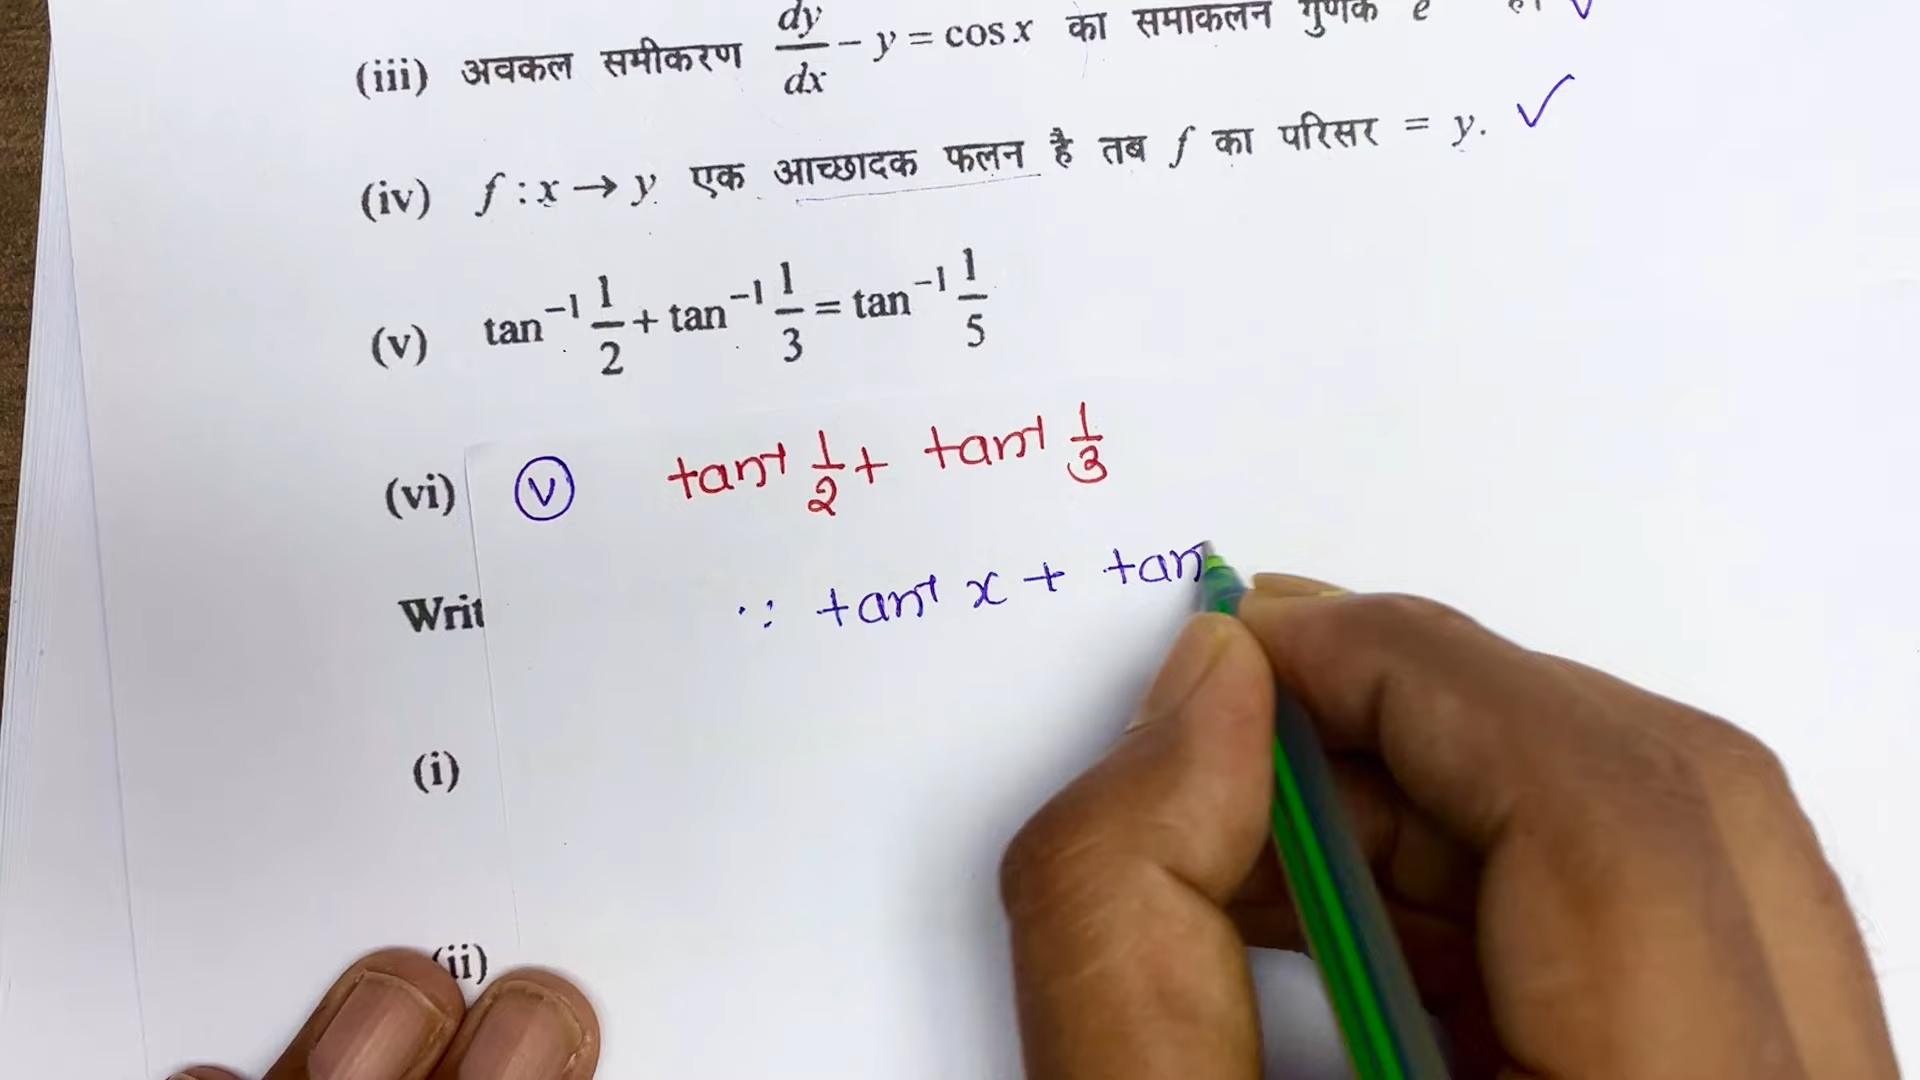 (iii) अवकल समीकरण dy/dx − y = cos x का समाकलन गुणक e
(iv) f : x → y एक आच्छादक फलन है तब f का परिसर = y. ✓
(v) tan⁻¹ 1/2 + tan⁻¹ 1/3 = tan⁻¹ 1/5
(vi) Ⓥ tan⁻¹ 1/2 + tan⁻¹ 1/3
∵ tan⁻¹ x + tan
Writ
(i)
(ii)